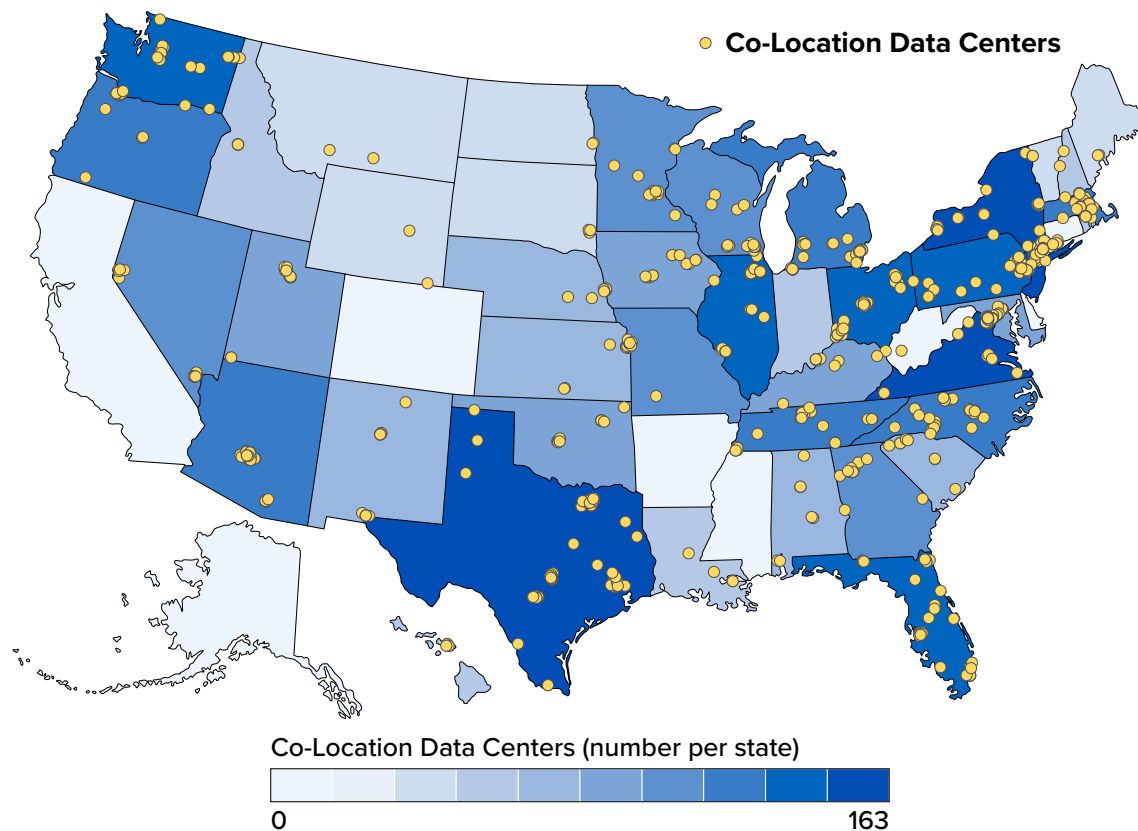 Co-Location Data Centers
Co-Location Data Centers (number per state)
0 163